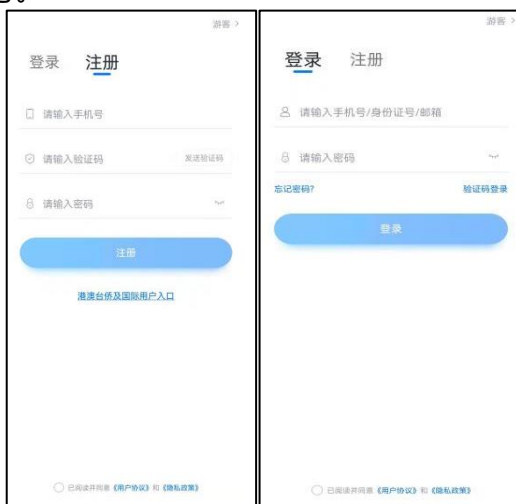 游客 >
登录 注册
请输入手机号
请输入验证码 发送验证码
请输入密码
注册
港澳台侨及国际用户入口
已阅读并同意《用户协议》和《隐私政策》
游客 >
登录 注册
请输入手机号/身份证号/邮箱
请输入密码
忘记密码? 验证码登录
登录
已阅读并同意《用户协议》和《隐私政策》